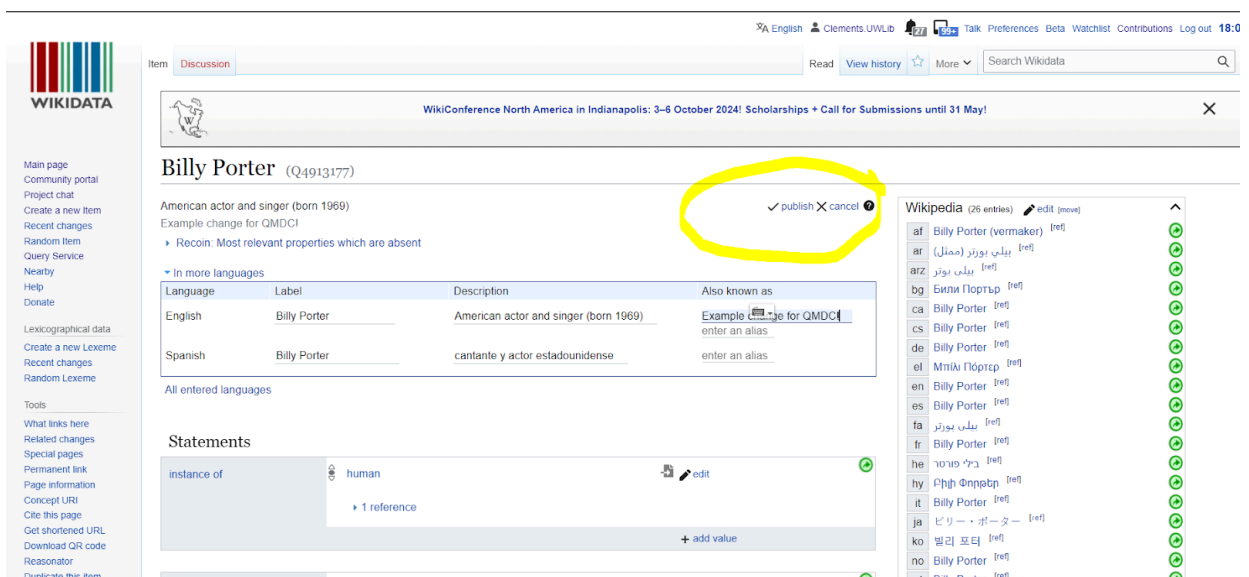 English Clements.UWLib 27 99+ Talk Preferences Beta Watchlist Contributions Log out 18:0
Item Discussion Read View history More Search Wikidata
WIKIDATA
WikiConference North America in Indianapolis: 3–6 October 2024! Scholarships + Call for Submissions until 31 May!
Main page
Community portal
Project chat
Create a new Item
Recent changes
Random Item
Query Service
Nearby
Help
Donate
Lexicographical data
Create a new Lexeme
Recent changes
Random Lexeme
Tools
What links here
Related changes
Special pages
Permanent link
Page information
Concept URI
Cite this page
Get shortened URL
Download QR code
Reasonator
Duplicate this item
Billy Porter (Q4913177)
American actor and singer (born 1969) publish cancel
Example change for QMDCI
Recoin: Most relevant properties which are absent
In more languages
Language Label Description Also known as
English Billy Porter American actor and singer (born 1969) Example change for QMDCI
enter an alias
Spanish Billy Porter cantante y actor estadounidense enter an alias
All entered languages
Statements
instance of human edit
1 reference
+ add value
Wikipedia (26 entries) edit [move]
af Billy Porter (vermaker) [ref]
ar بيلي بورتر (ممثل) [ref]
arz بيلى بوتر [ref]
bg Били Портър [ref]
ca Billy Porter [ref]
cs Billy Porter [ref]
de Billy Porter [ref]
el Μπίλι Πόρτερ [ref]
en Billy Porter [ref]
es Billy Porter [ref]
fa بیلی پورتر [ref]
fr Billy Porter [ref]
he בילי פורטר [ref]
hy Բիլի Փորթեր [ref]
it Billy Porter [ref]
ja ビリー・ポーター [ref]
ko 빌리 포터 [ref]
no Billy Porter [ref]
Billy Porter [ref]